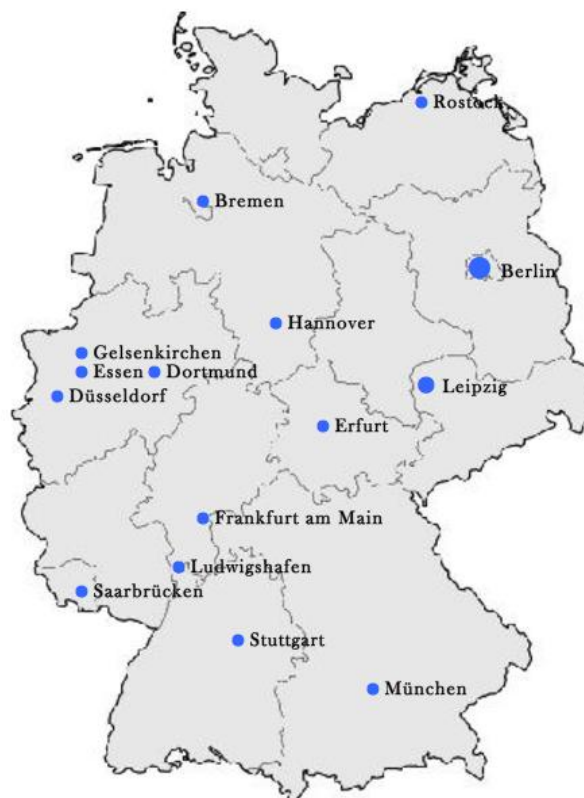 Rostock
Bremen
Berlin
Hannover
Gelsenkirchen
Essen
Dortmund
Düsseldorf
Leipzig
Erfurt
Frankfurt am Main
Ludwigshafen
Saarbrücken
Stuttgart
München